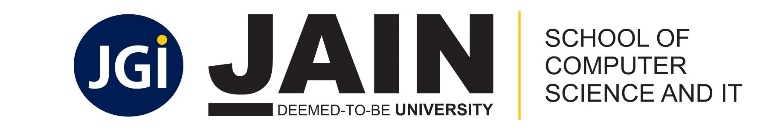 JGi
JAIN
DEEMED-TO-BE UNIVERSITY
SCHOOL OF
COMPUTER
SCIENCE AND IT